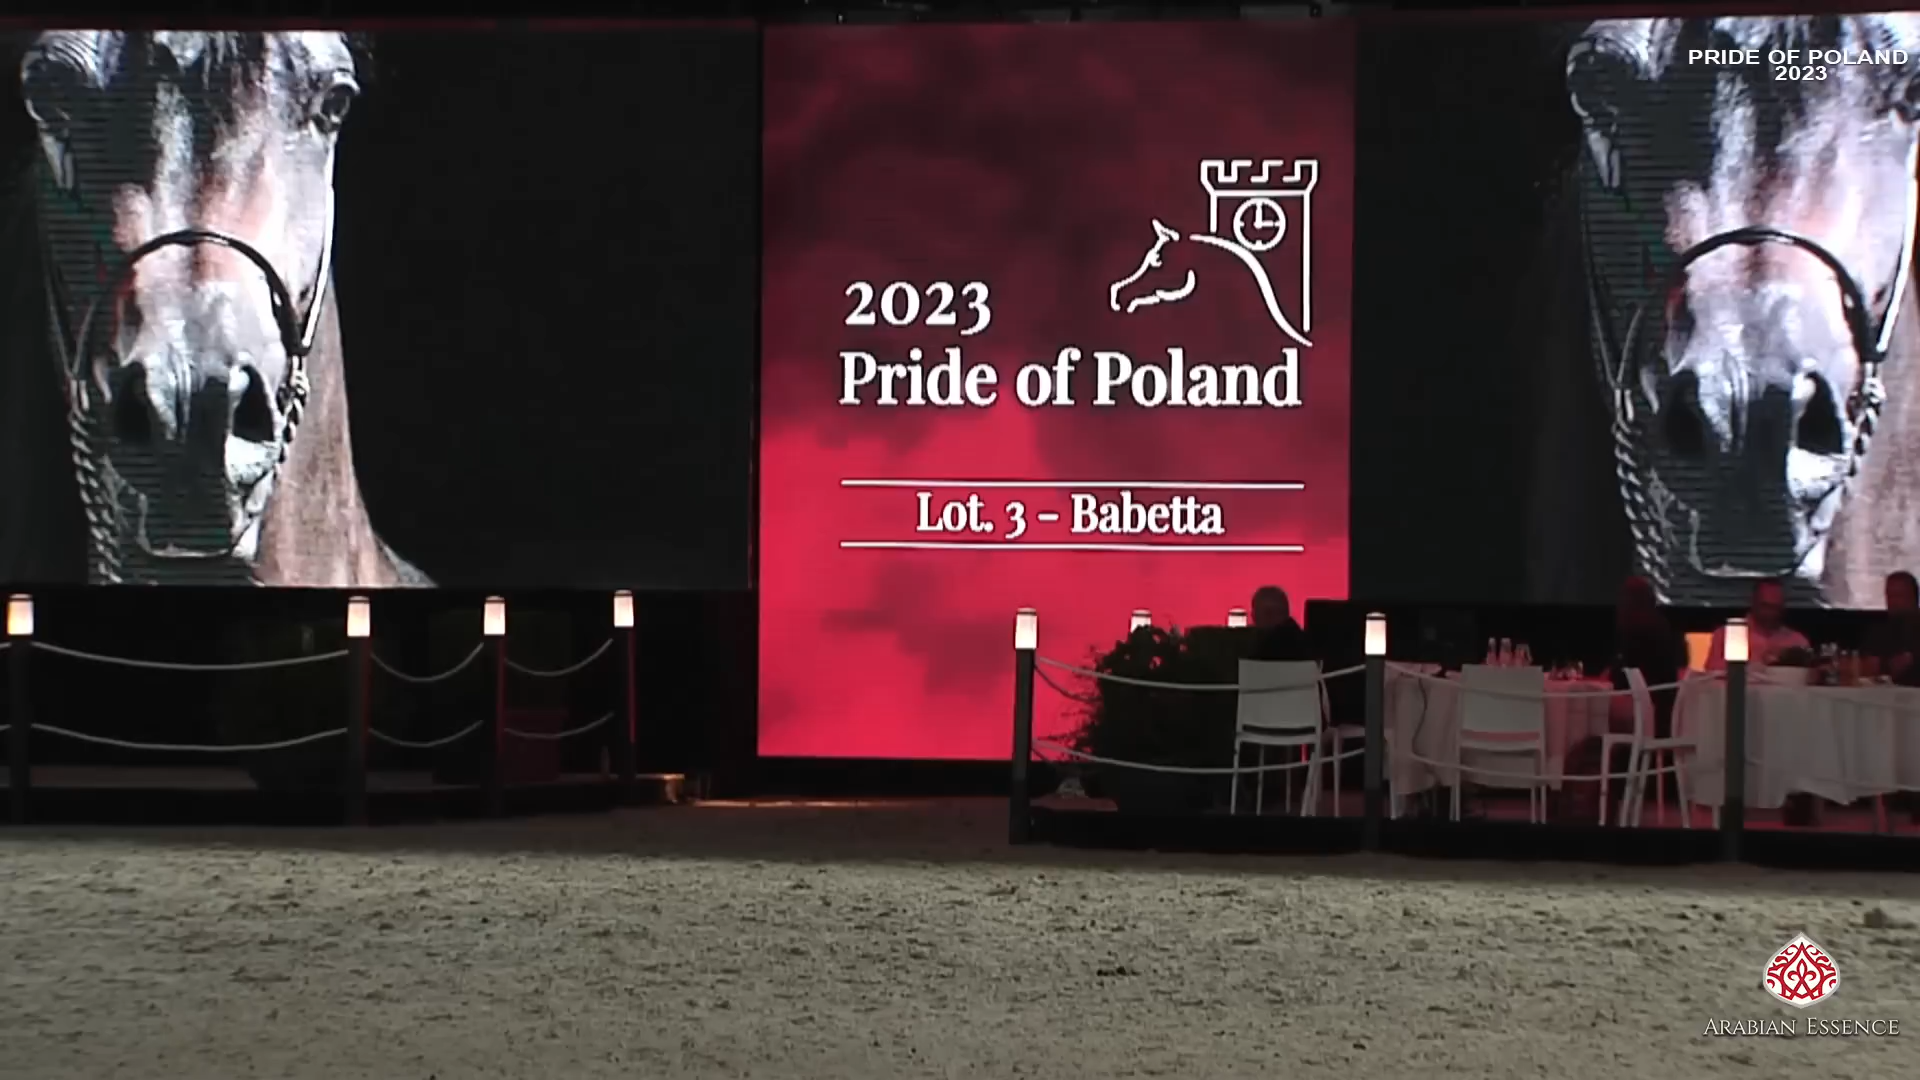 PRIDE OF POLAND
2023
2023
Pride of Poland
Lot. 3 – Babetta
ARABIAN ESSENCE